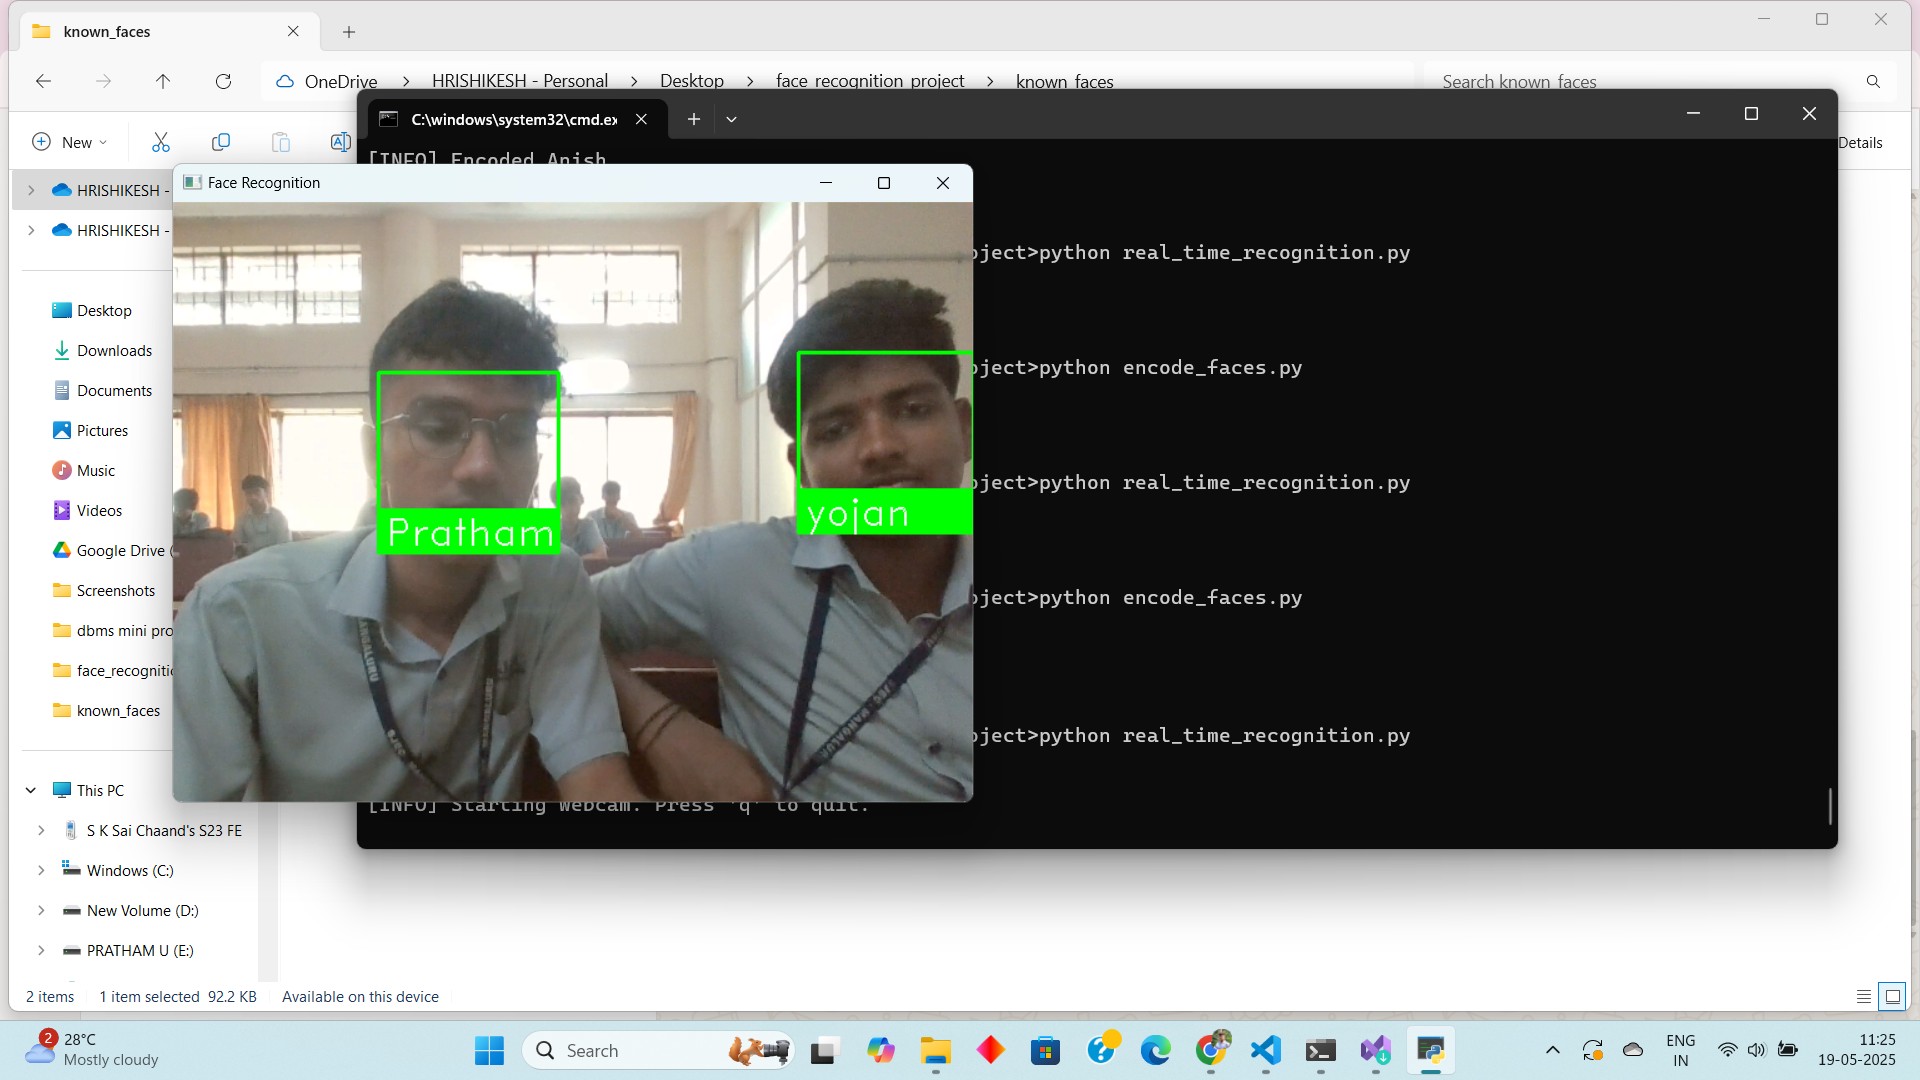 known_faces
OneDrive
HRISHIKESH - Personal
Desktop
face_recognition_project
known_faces
Search known_faces
New
Details
C:\windows\system32\cmd.ex
[INFO] Encoded Anish
Face Recognition
HRISHIKESH -
HRISHIKESH -
Desktop
Downloads
Documents
Pictures
Music
Videos
Google Drive (
Screenshots
dbms mini pro
face_recogniti
known_faces
This PC
S K Sai Chaand's S23 FE
Windows (C:)
New Volume (D:)
PRATHAM U (E:)
Pratham
yojan
oject>python real_time_recognition.py
oject>python encode_faces.py
oject>python real_time_recognition.py
oject>python encode_faces.py
oject>python real_time_recognition.py
[INFO] Starting webcam. Press 'q' to quit.
2 items
1 item selected 92.2 KB
Available on this device
2
28°C
Mostly cloudy
Search
ENG
IN
11:25
19-05-2025